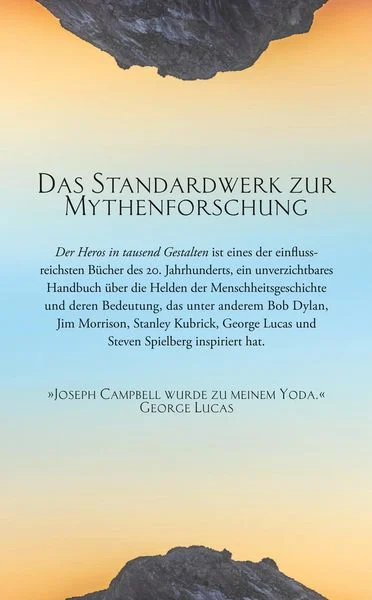 DAS STANDARDWERK ZUR
MYTHENFORSCHUNG
Der Heros in tausend Gestalten ist eines der einfluss-
reichsten Bücher des 20. Jahrhunderts, ein unverzichtbares
Handbuch über die Helden der Menschheitsgeschichte
und deren Bedeutung, das unter anderem Bob Dylan,
Jim Morrison, Stanley Kubrick, George Lucas und
Steven Spielberg inspiriert hat.
»JOSEPH CAMPBELL WURDE ZU MEINEM YODA.«
GEORGE LUCAS